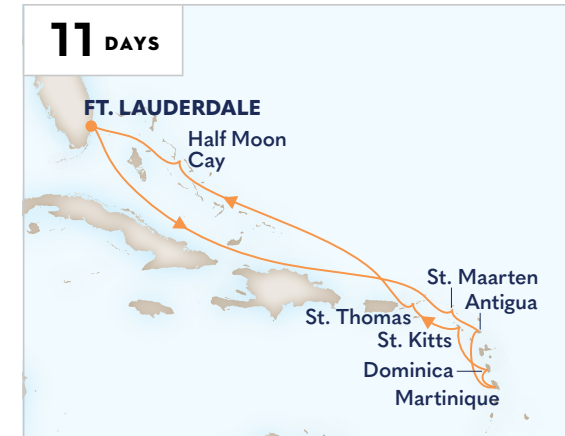 11 DAYS
FT. LAUDERDALE
Half Moon
Cay
St. Maarten
Antigua
St. Thomas
St. Kitts
Dominica
Martinique